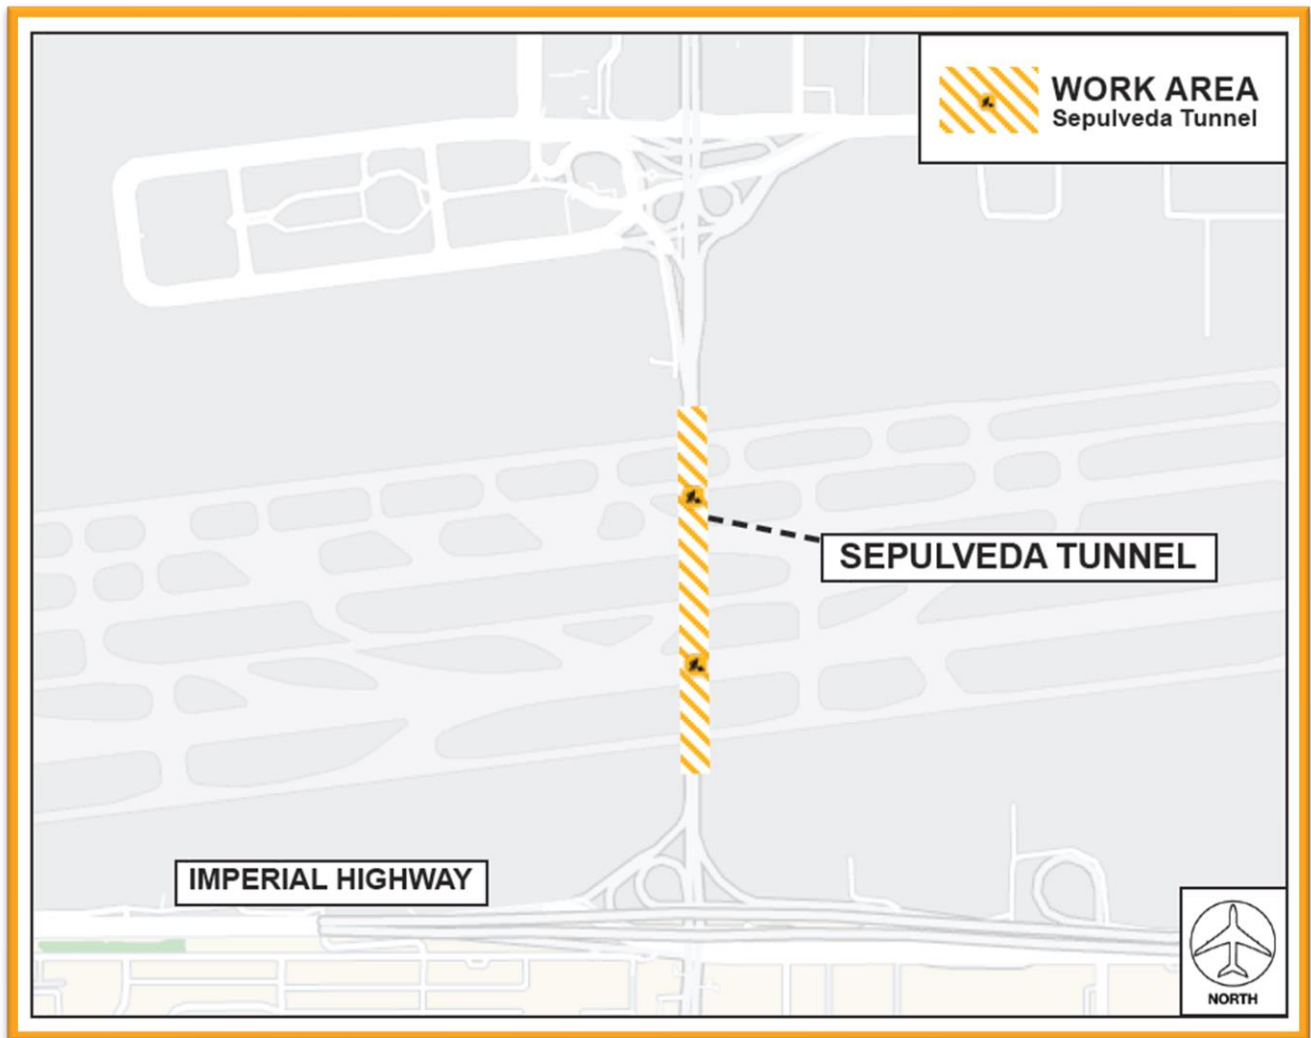 WORK AREA
Sepulveda Tunnel
SEPULVEDA TUNNEL
IMPERIAL HIGHWAY
NORTH